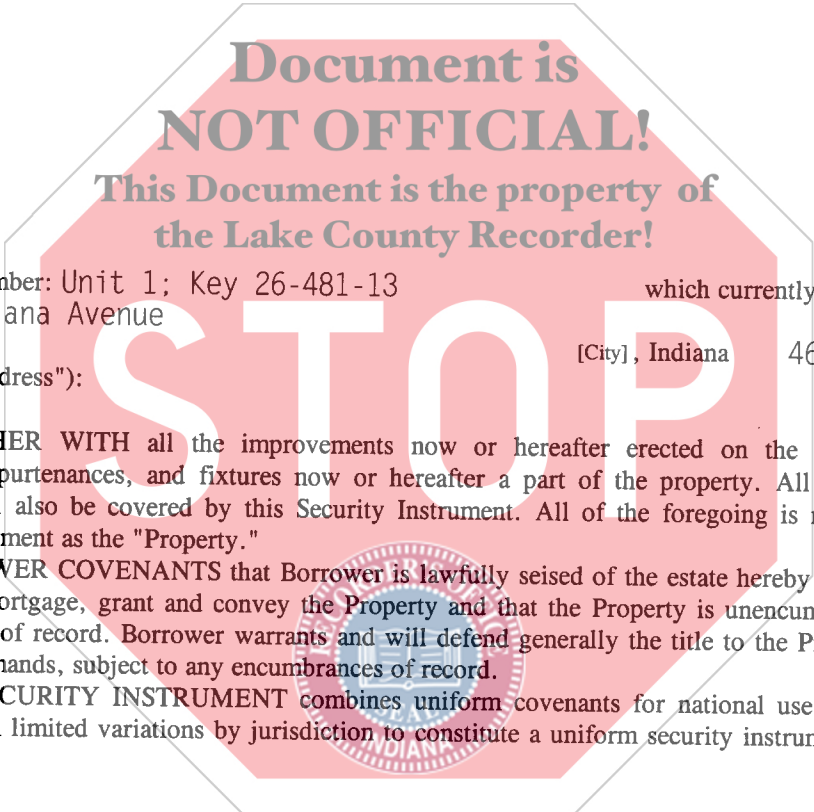 Document is
NOT OFFICIAL!
This Document is the property of
the Lake County Recorder!
nber: Unit 1; Key 26-481-13 which currently
ana Avenue
[City], Indiana 46
dress"):
STOP
IER WITH all the improvements now or hereafter erected on the
purtenances, and fixtures now or hereafter a part of the property. All
also be covered by this Security Instrument. All of the foregoing is
ment as the "Property."
WER COVENANTS that Borrower is lawfully seised of the estate hereby
ortgage, grant and convey the Property and that the Property is unencun
of record. Borrower warrants and will defend generally the title to the P
nands, subject to any encumbrances of record.
CURITY INSTRUMENT combines uniform covenants for national use
limited variations by jurisdiction to constitute a uniform security instrun
SEAL
INDIANA